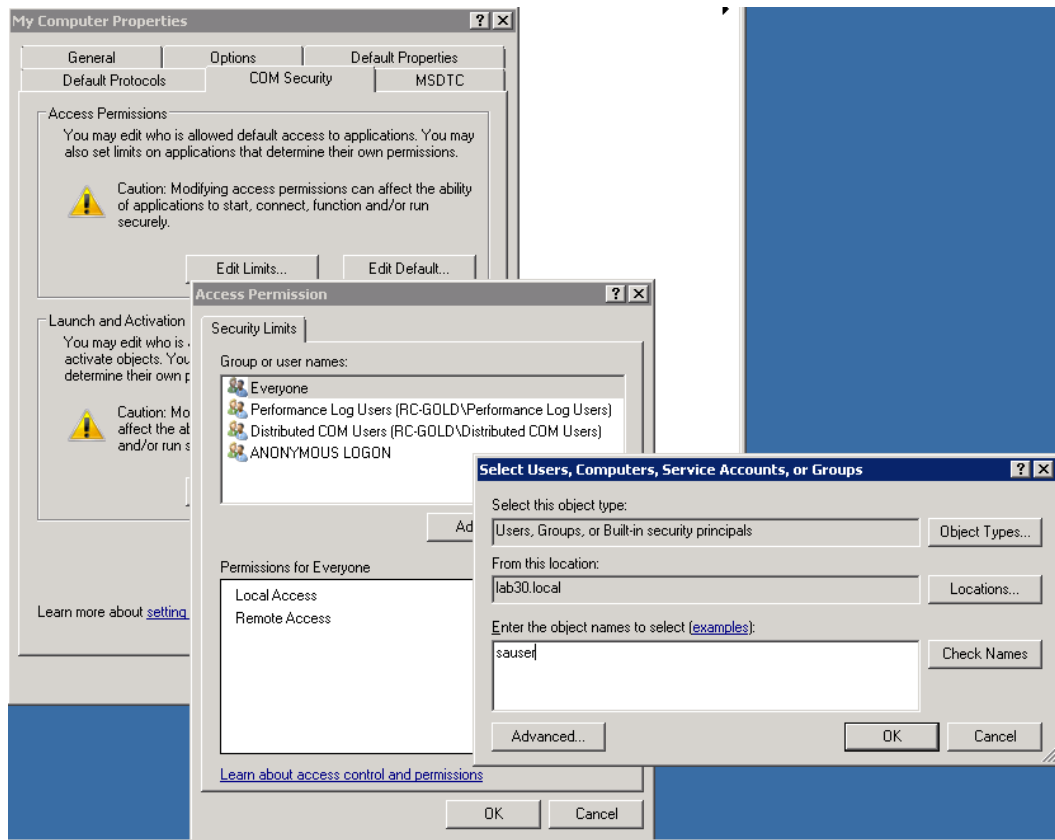 My Computer Properties
General Options Default Properties
Default Protocols COM Security MSDTC
Access Permissions
You may edit who is allowed default access to applications. You may
also set limits on applications that determine their own permissions.
Caution: Modifying access permissions can affect the ability
of applications to start, connect, function and/or run
securely.
Edit Limits... Edit Default...
Launch and Activation
You may edit who is
activate objects. You
determine their own p
Caution: Mo
affect the ab
and/or run s
Learn more about setting
Access Permission
Security Limits
Group or user names:
Everyone
Performance Log Users (RC-GOLD\Performance Log Users)
Distributed COM Users (RC-GOLD\Distributed COM Users)
ANONYMOUS LOGON
Ad
Permissions for Everyone
Local Access
Remote Access
Learn about access control and permissions
OK Cancel
Select Users, Computers, Service Accounts, or Groups
Select this object type:
Users, Groups, or Built-in security principals
Object Types...
From this location:
lab30.local
Locations...
Enter the object names to select (examples):
sauser
Check Names
Advanced... OK Cancel